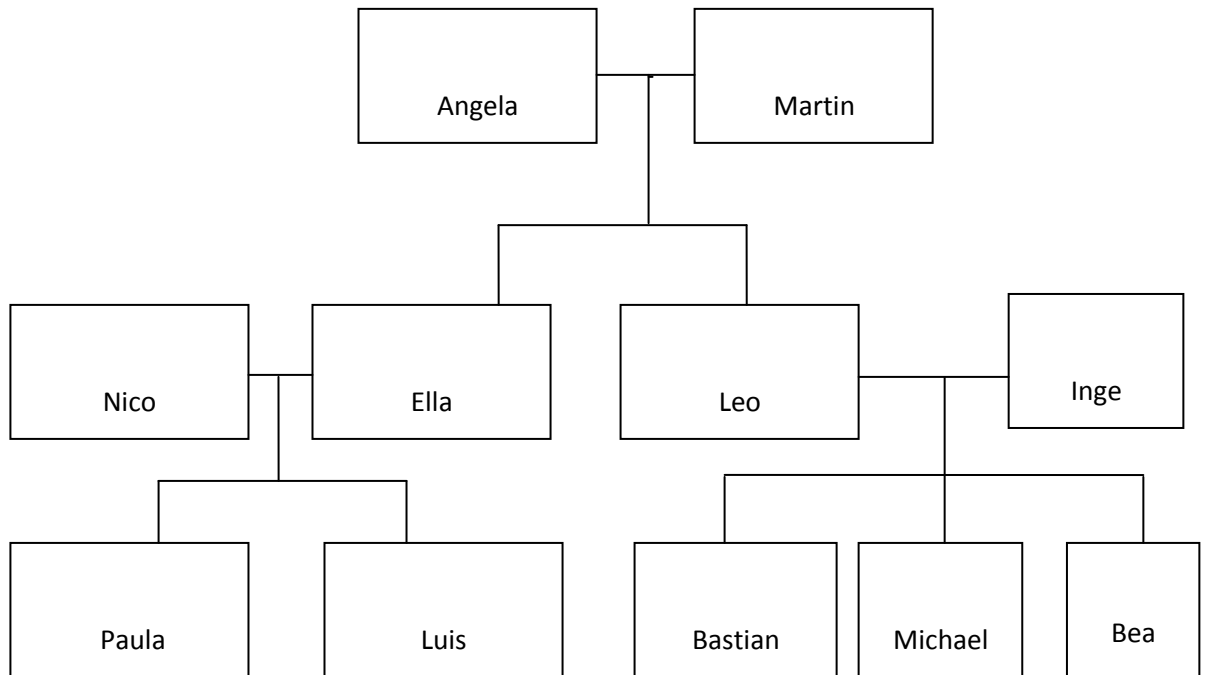 Angela
Martin
Nico
Ella
Leo
Inge
Paula
Luis
Bastian
Michael
Bea